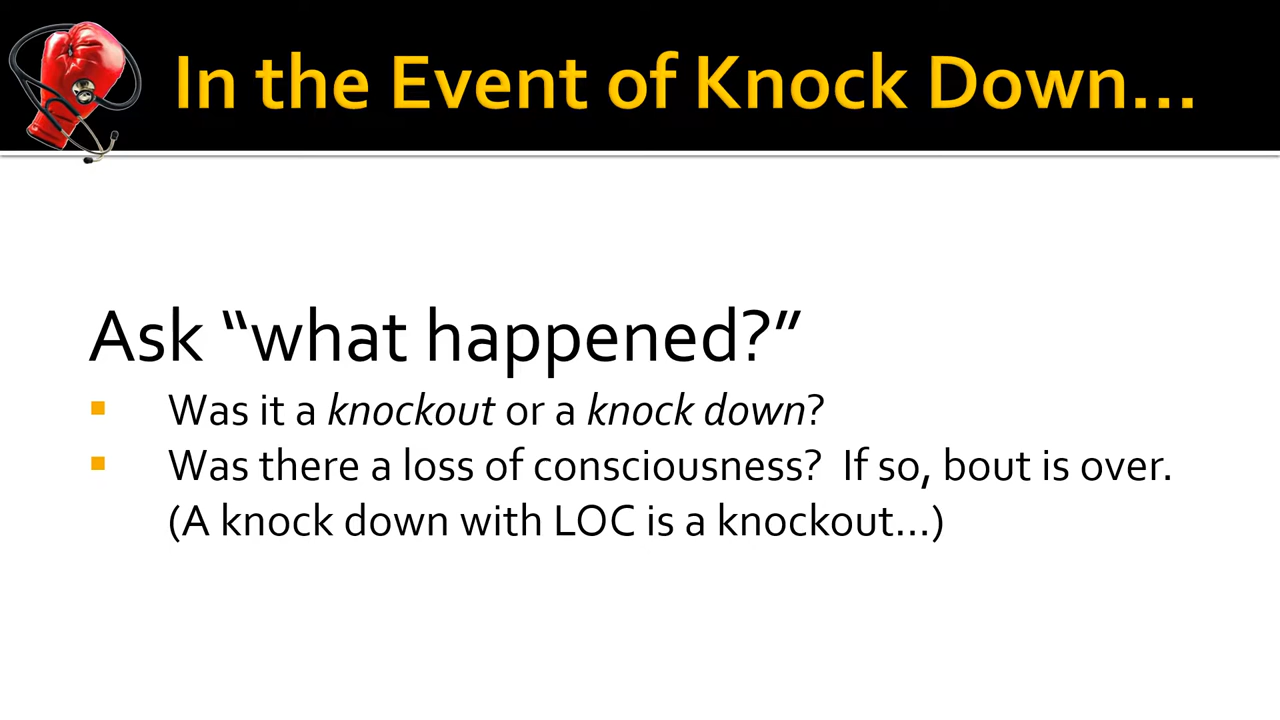 In the Event of Knock Down...
Ask “what happened?”
Was it a knockout or a knock down?
Was there a loss of consciousness?  If so, bout is over.
(A knock down with LOC is a knockout...)